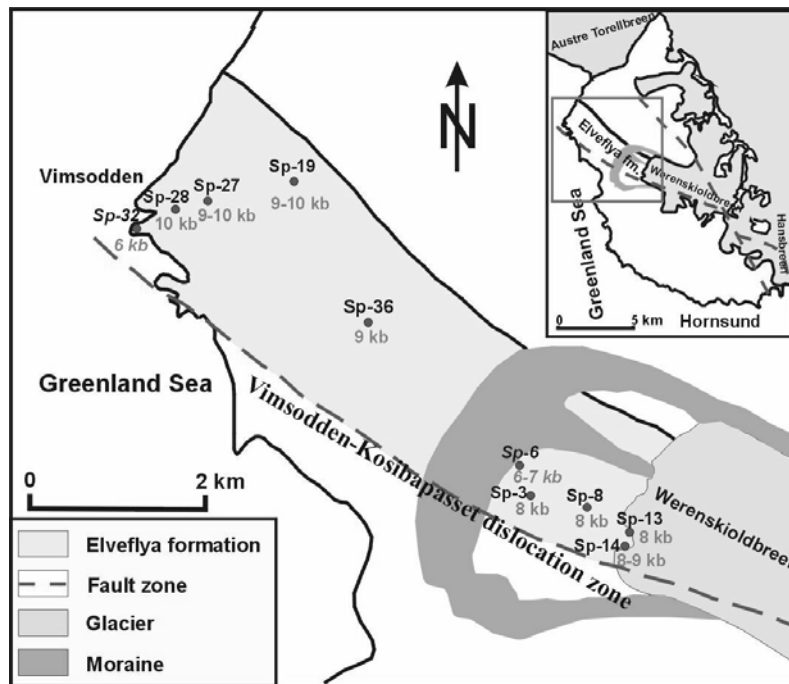 Austre Torellbreen
Elveflya fm.
Werenskioldbreen
Hansbreen
Greenland Sea
0 5 km
Hornsund
N
Vimsodden
Sp-19
9-10 kb
Sp-27
9-10 kb
Sp-28
10 kb
Sp-32
6 kb
Sp-36
9 kb
Greenland Sea
Vimsodden-Kosibapasset dislocation zone
Sp-6
6-7 kb
Sp-3
8 kb
Sp-8
8 kb
Sp-13
8 kb
Sp-14
8-9 kb
Werenskioldbreen
0 2 km
Elveflya formation
Fault zone
Glacier
Moraine